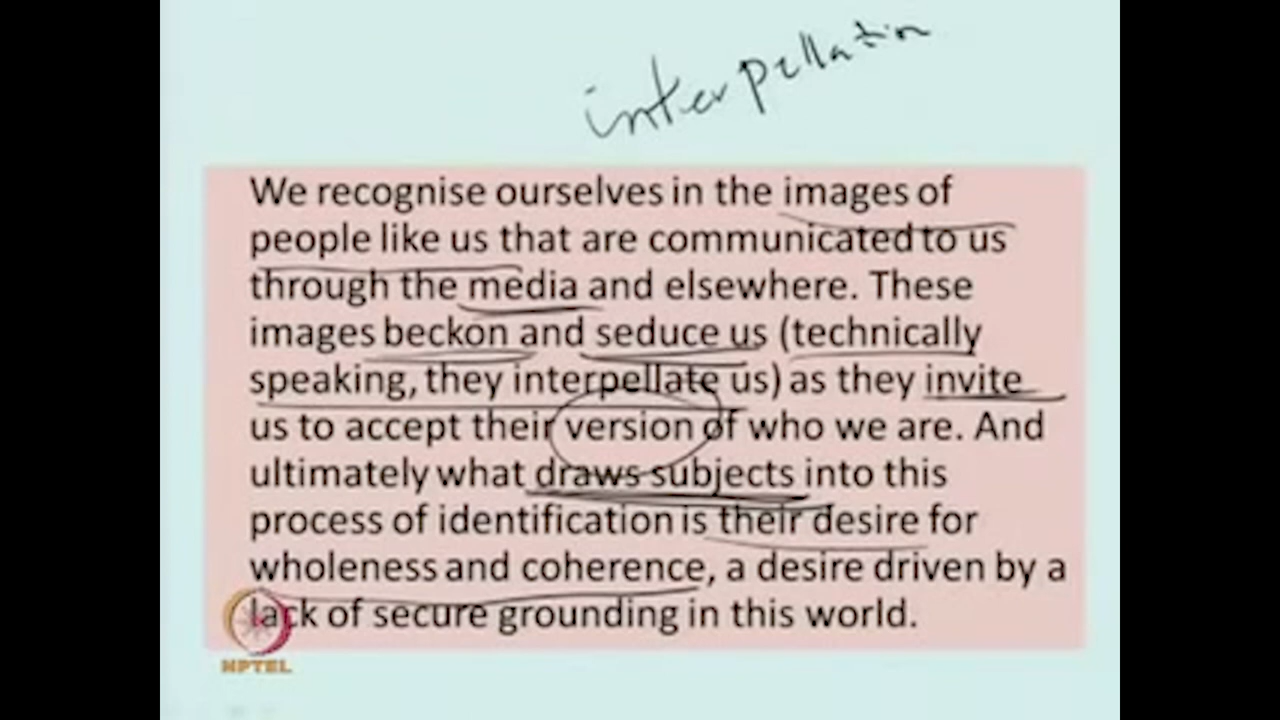 interpellation
We recognise ourselves in the images of
people like us that are communicated to us
through the media and elsewhere. These
images beckon and seduce us (technically
speaking, they interpellate us) as they invite
us to accept their version of who we are. And
ultimately what draws subjects into this
process of identification is their desire for
wholeness and coherence, a desire driven by a
lack of secure grounding in this world.
NPTEL